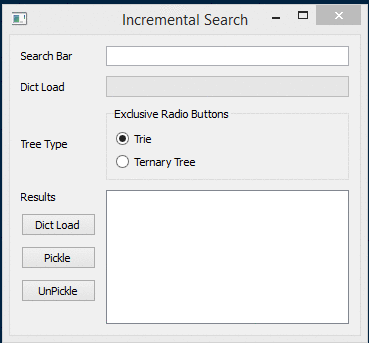 Incremental Search
Search Bar
Dict Load
Exclusive Radio Buttons
Tree Type
Trie
Ternary Tree
Results
Dict Load
Pickle
UnPickle